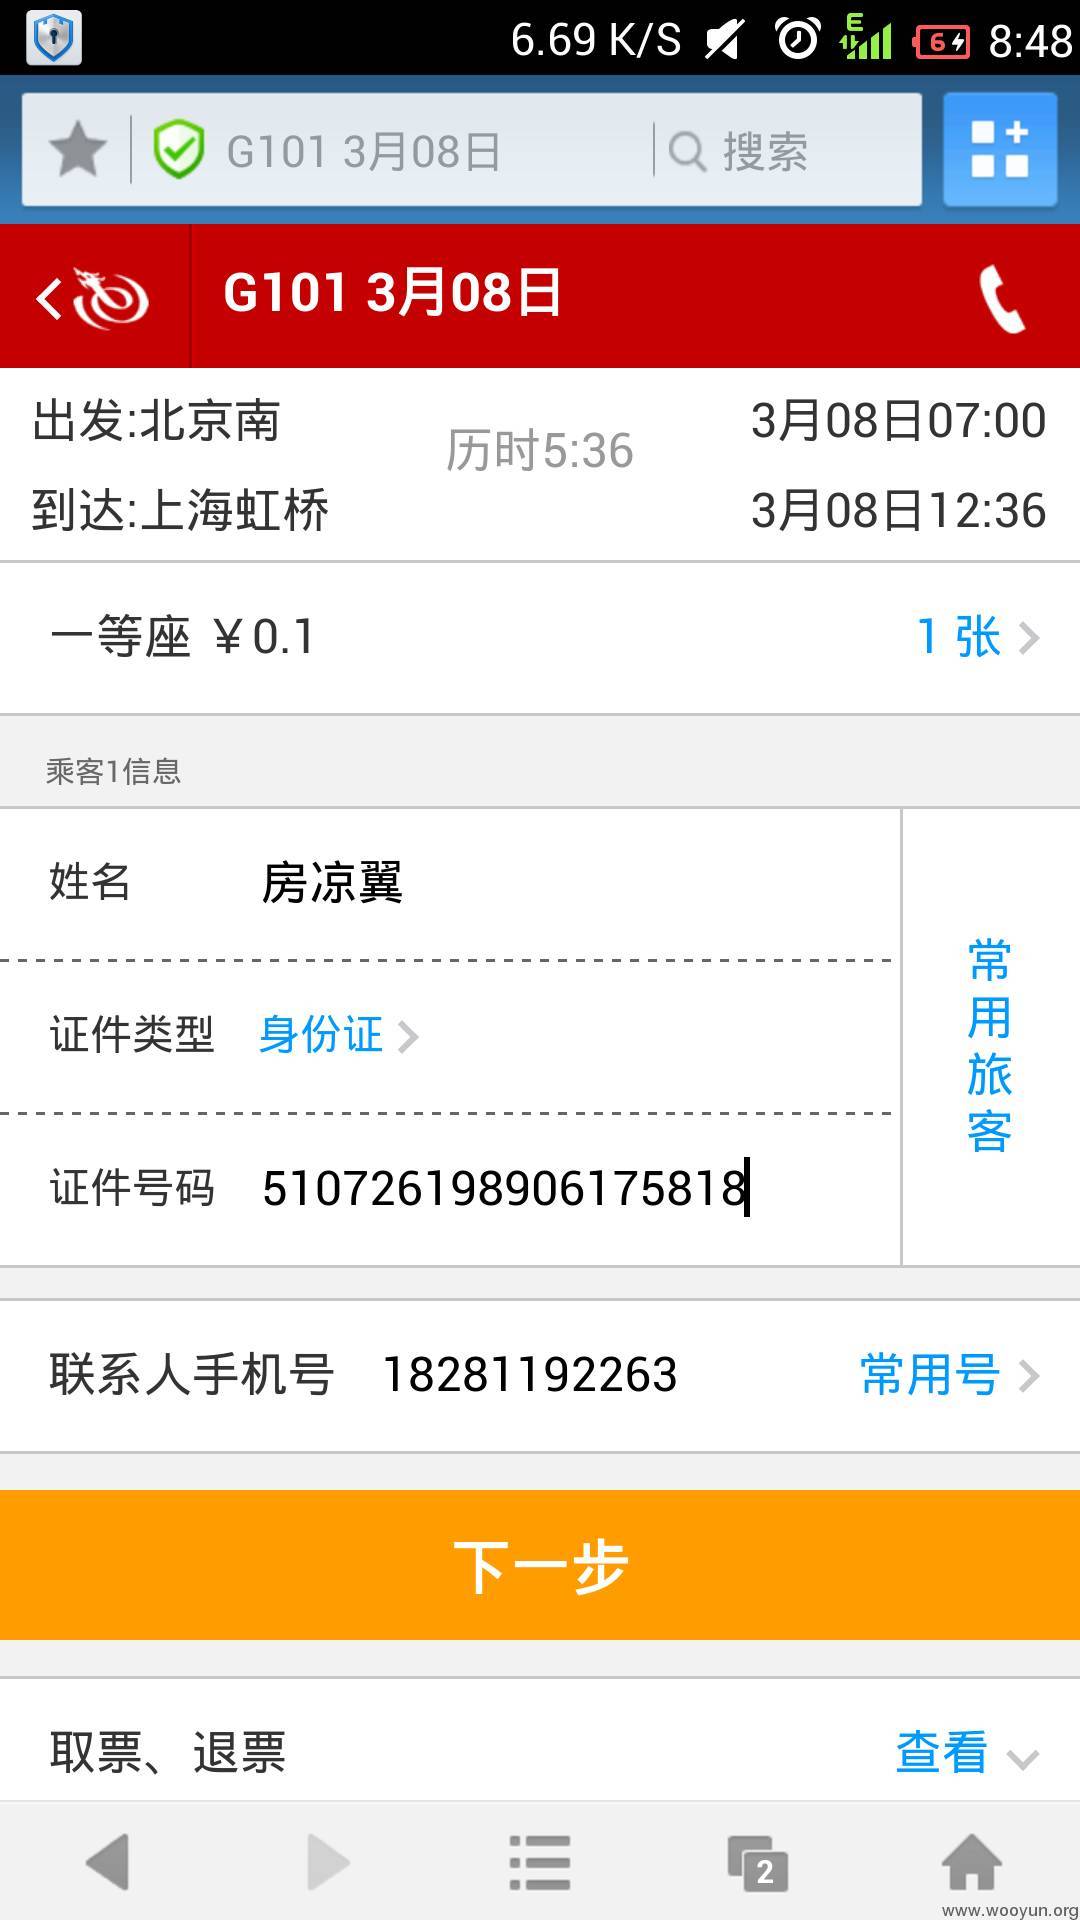 6.69 K/S E 6 8:48
G101 3月08日 搜索
G101 3月08日
出发:北京南 3月08日07:00
历时5:36
到达:上海虹桥 3月08日12:36
一等座 ¥0.1 1 张
乘客1信息
姓名 房凉翼
证件类型 身份证
证件号码 510726198906175818
常用旅客
联系人手机号 18281192263 常用号
下一步
取票、退票 查看
2
www.wooyun.org